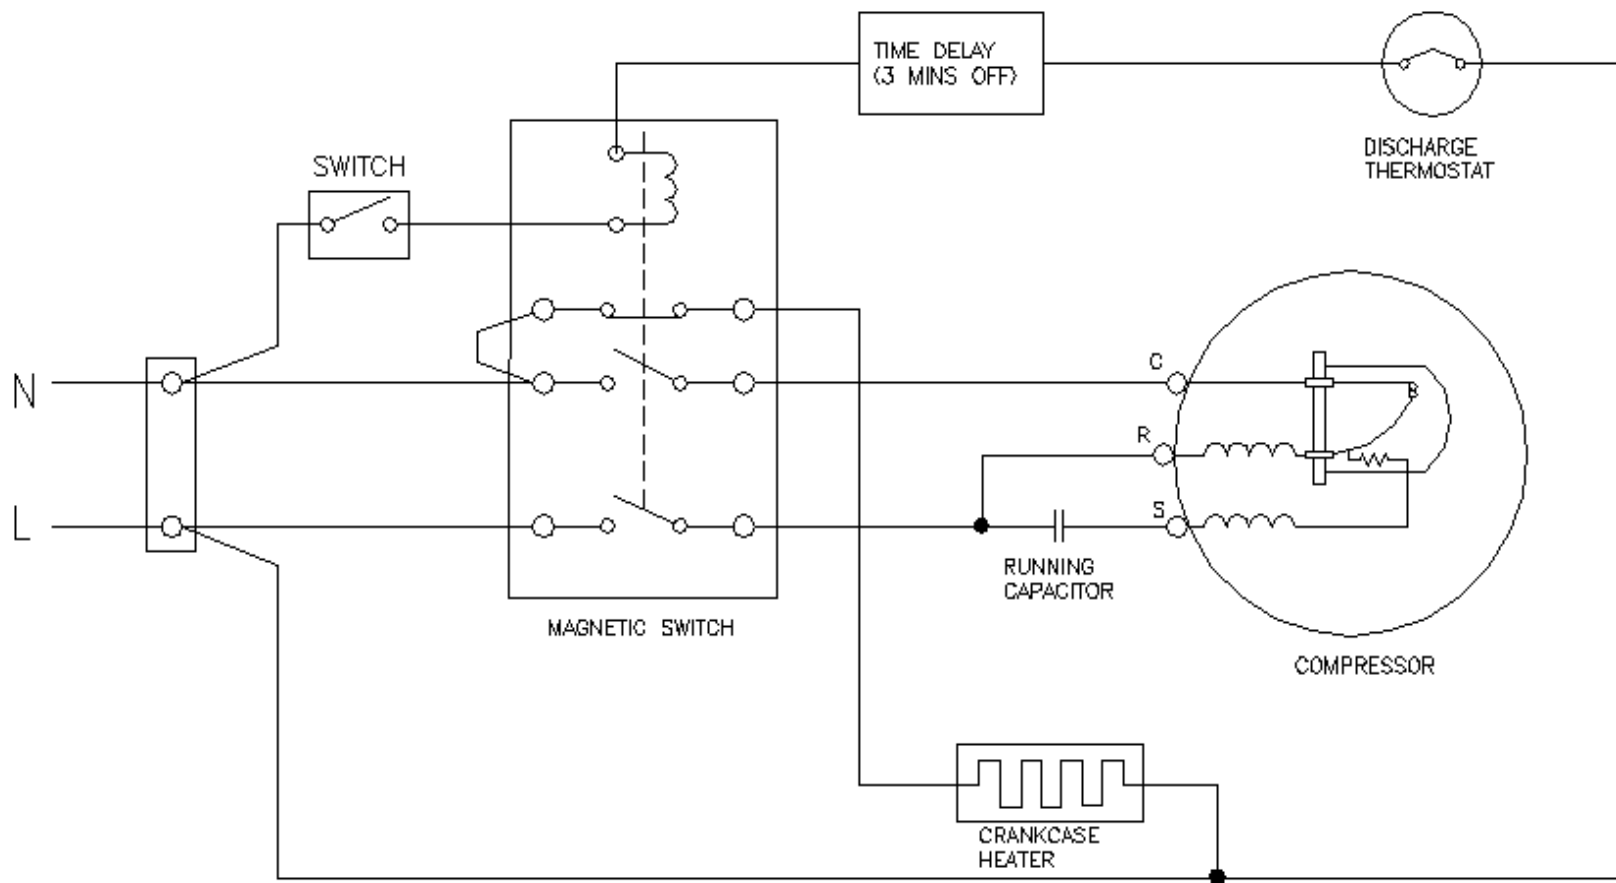 TIME DELAY
(3 MINS OFF)
DISCHARGE
THERMOSTAT
SWITCH
N
C
R
L
S
RUNNING
CAPACITOR
MAGNETIC SWITCH
COMPRESSOR
CRANKCASE
HEATER